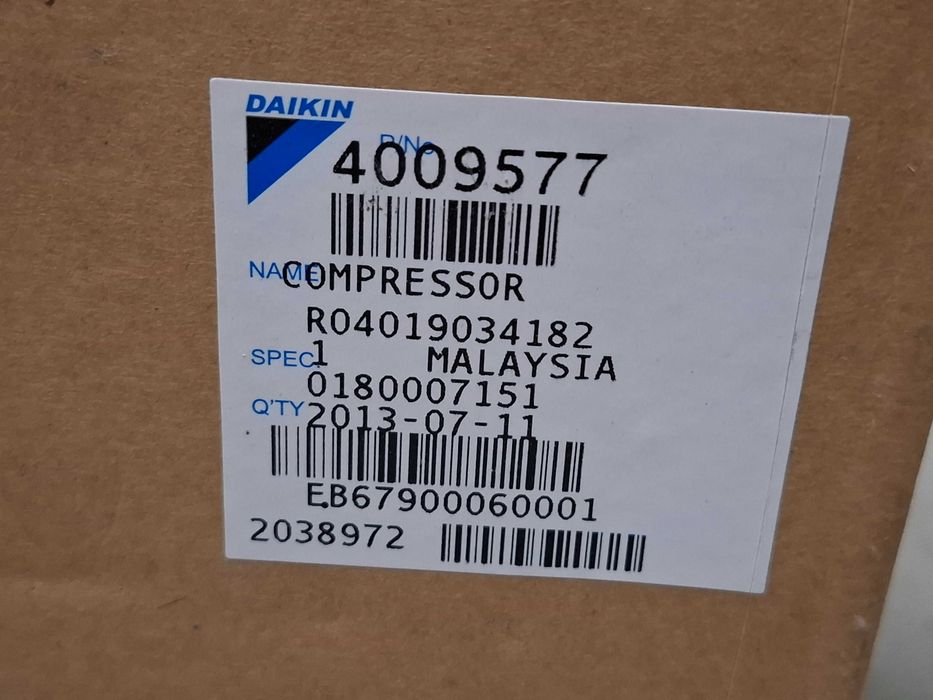 DAIKIN
P/No.
4009577
NAME COMPRESSOR
R04019034182
SPEC. 1 MALAYSIA
0180007151
Q'TY 2013-07-11
EB67900060001
2038972